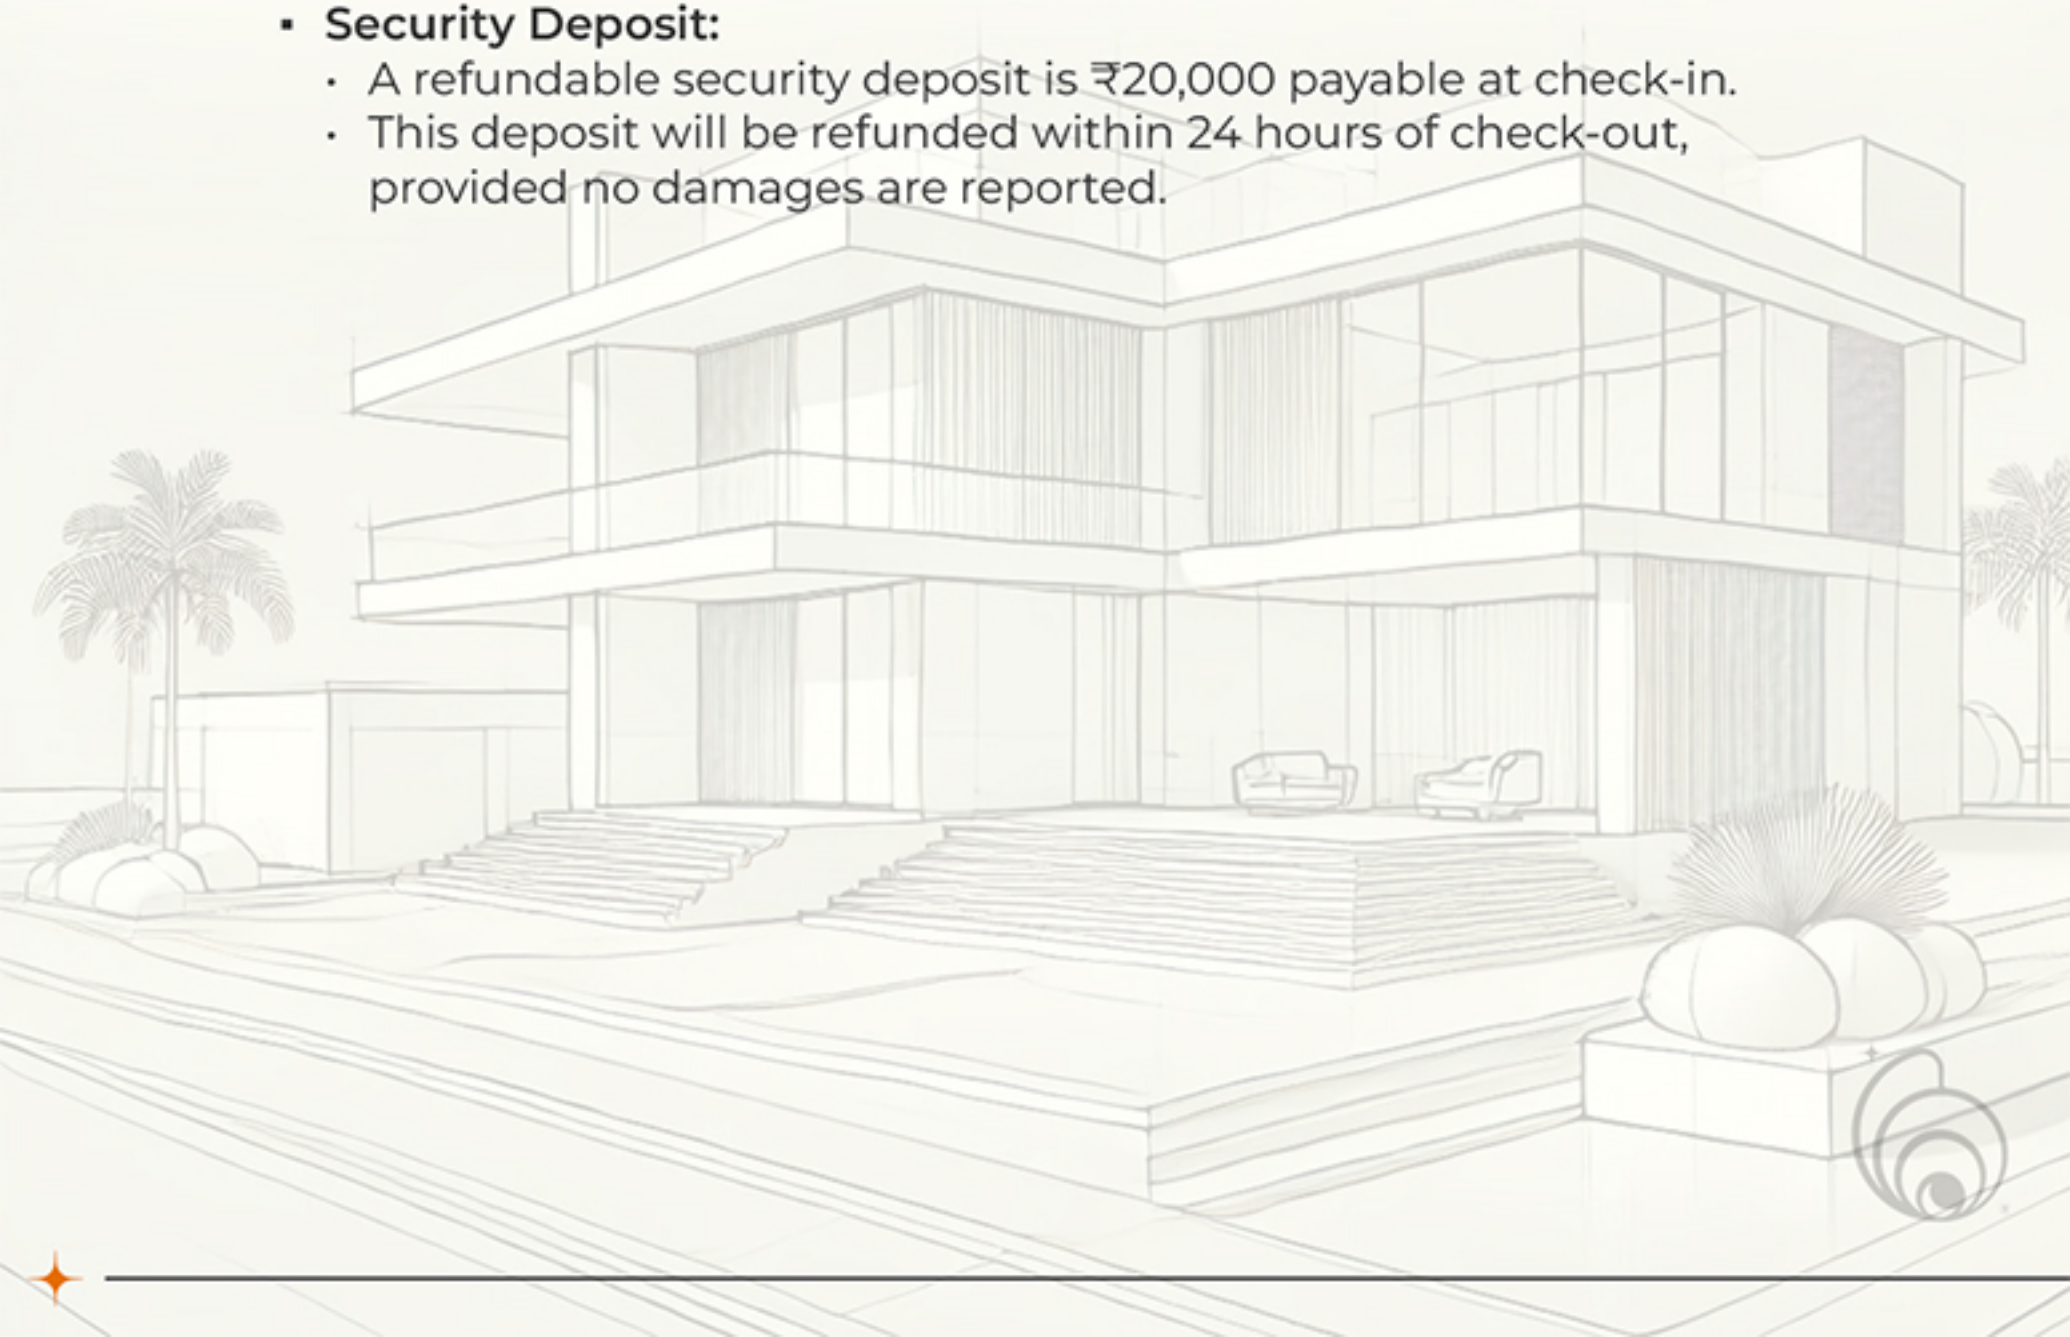 ▪ Security Deposit:
• A refundable security deposit is ₹20,000 payable at check-in.
• This deposit will be refunded within 24 hours of check-out,
provided no damages are reported.